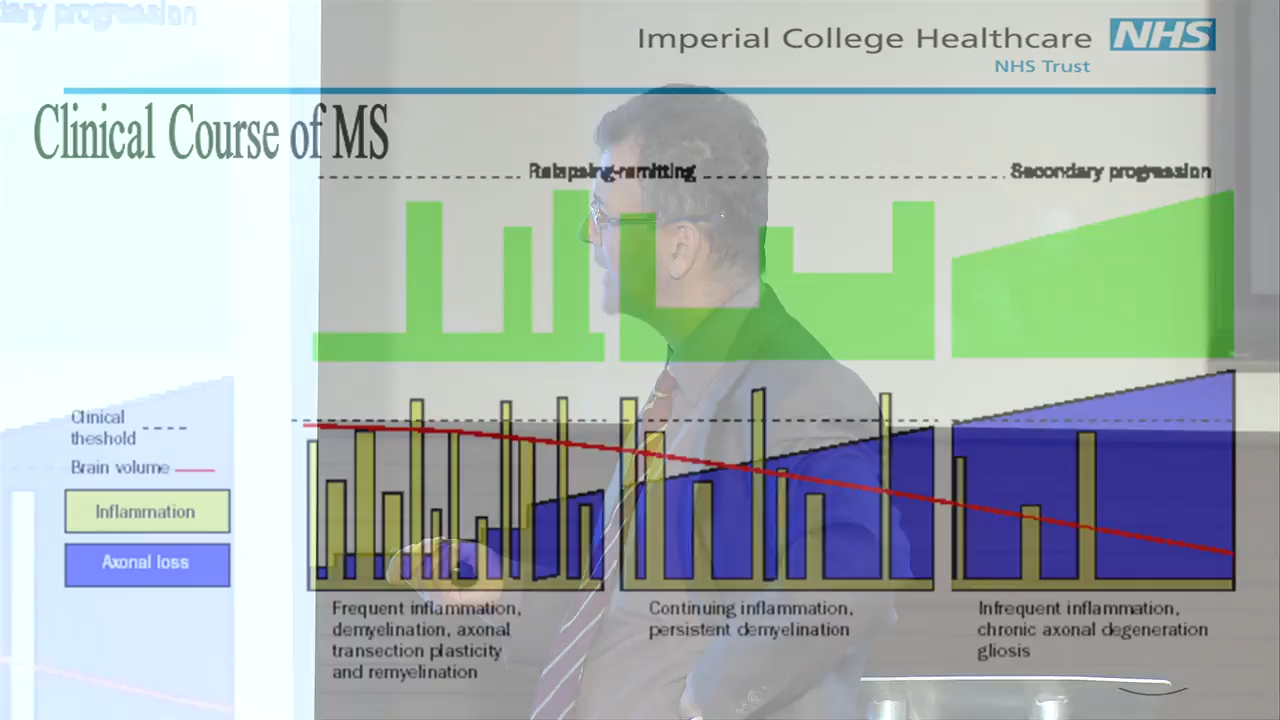 dary progression
Imperial College Healthcare NHS
NHS Trust
Clinical Course of MS
Relapsing-remitting
Secondary progression
Clinical
theshold
Brain volume
Inflammation
Axonal loss
Frequent inflammation,
demyelination, axonal
transection plasticity
and remyelination
Continuing inflammation,
persistent demyelination
Infrequent inflammation,
chronic axonal degeneration
gliosis